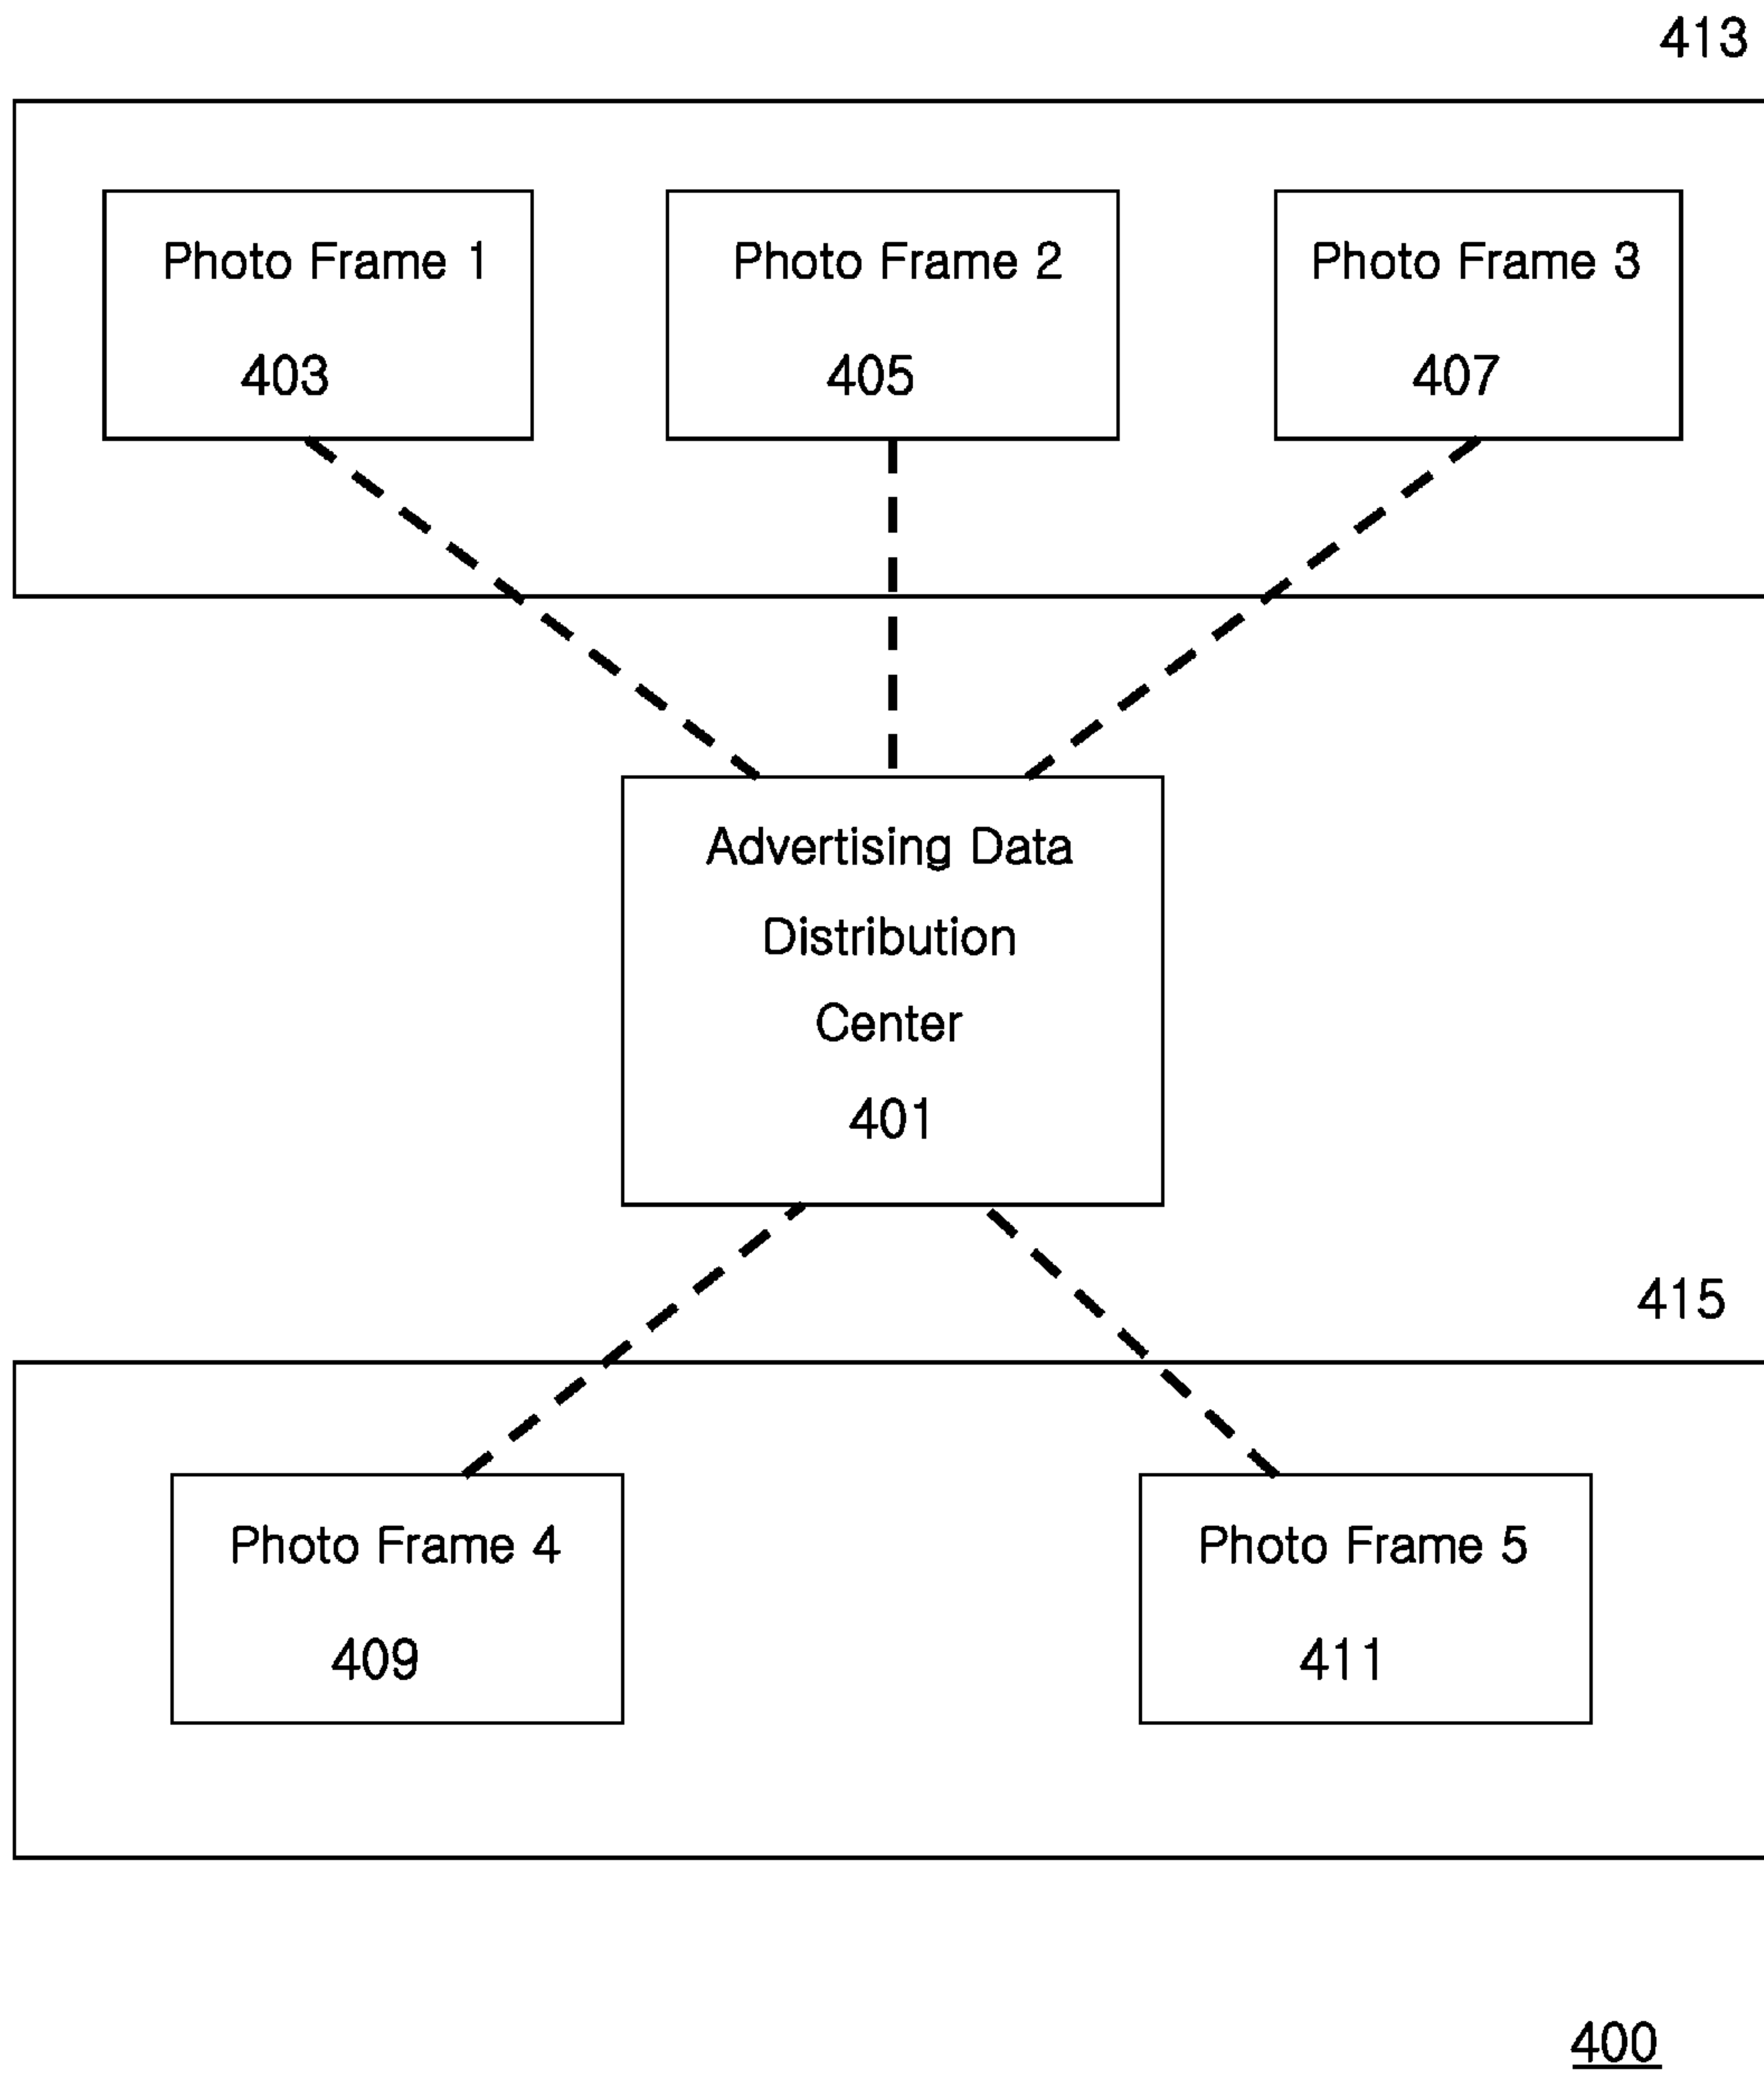 413
Photo Frame 1
403
Photo Frame 2
405
Photo Frame 3
407
Advertising Data
Distribution
Center
401
415
Photo Frame 4
409
Photo Frame 5
411
400